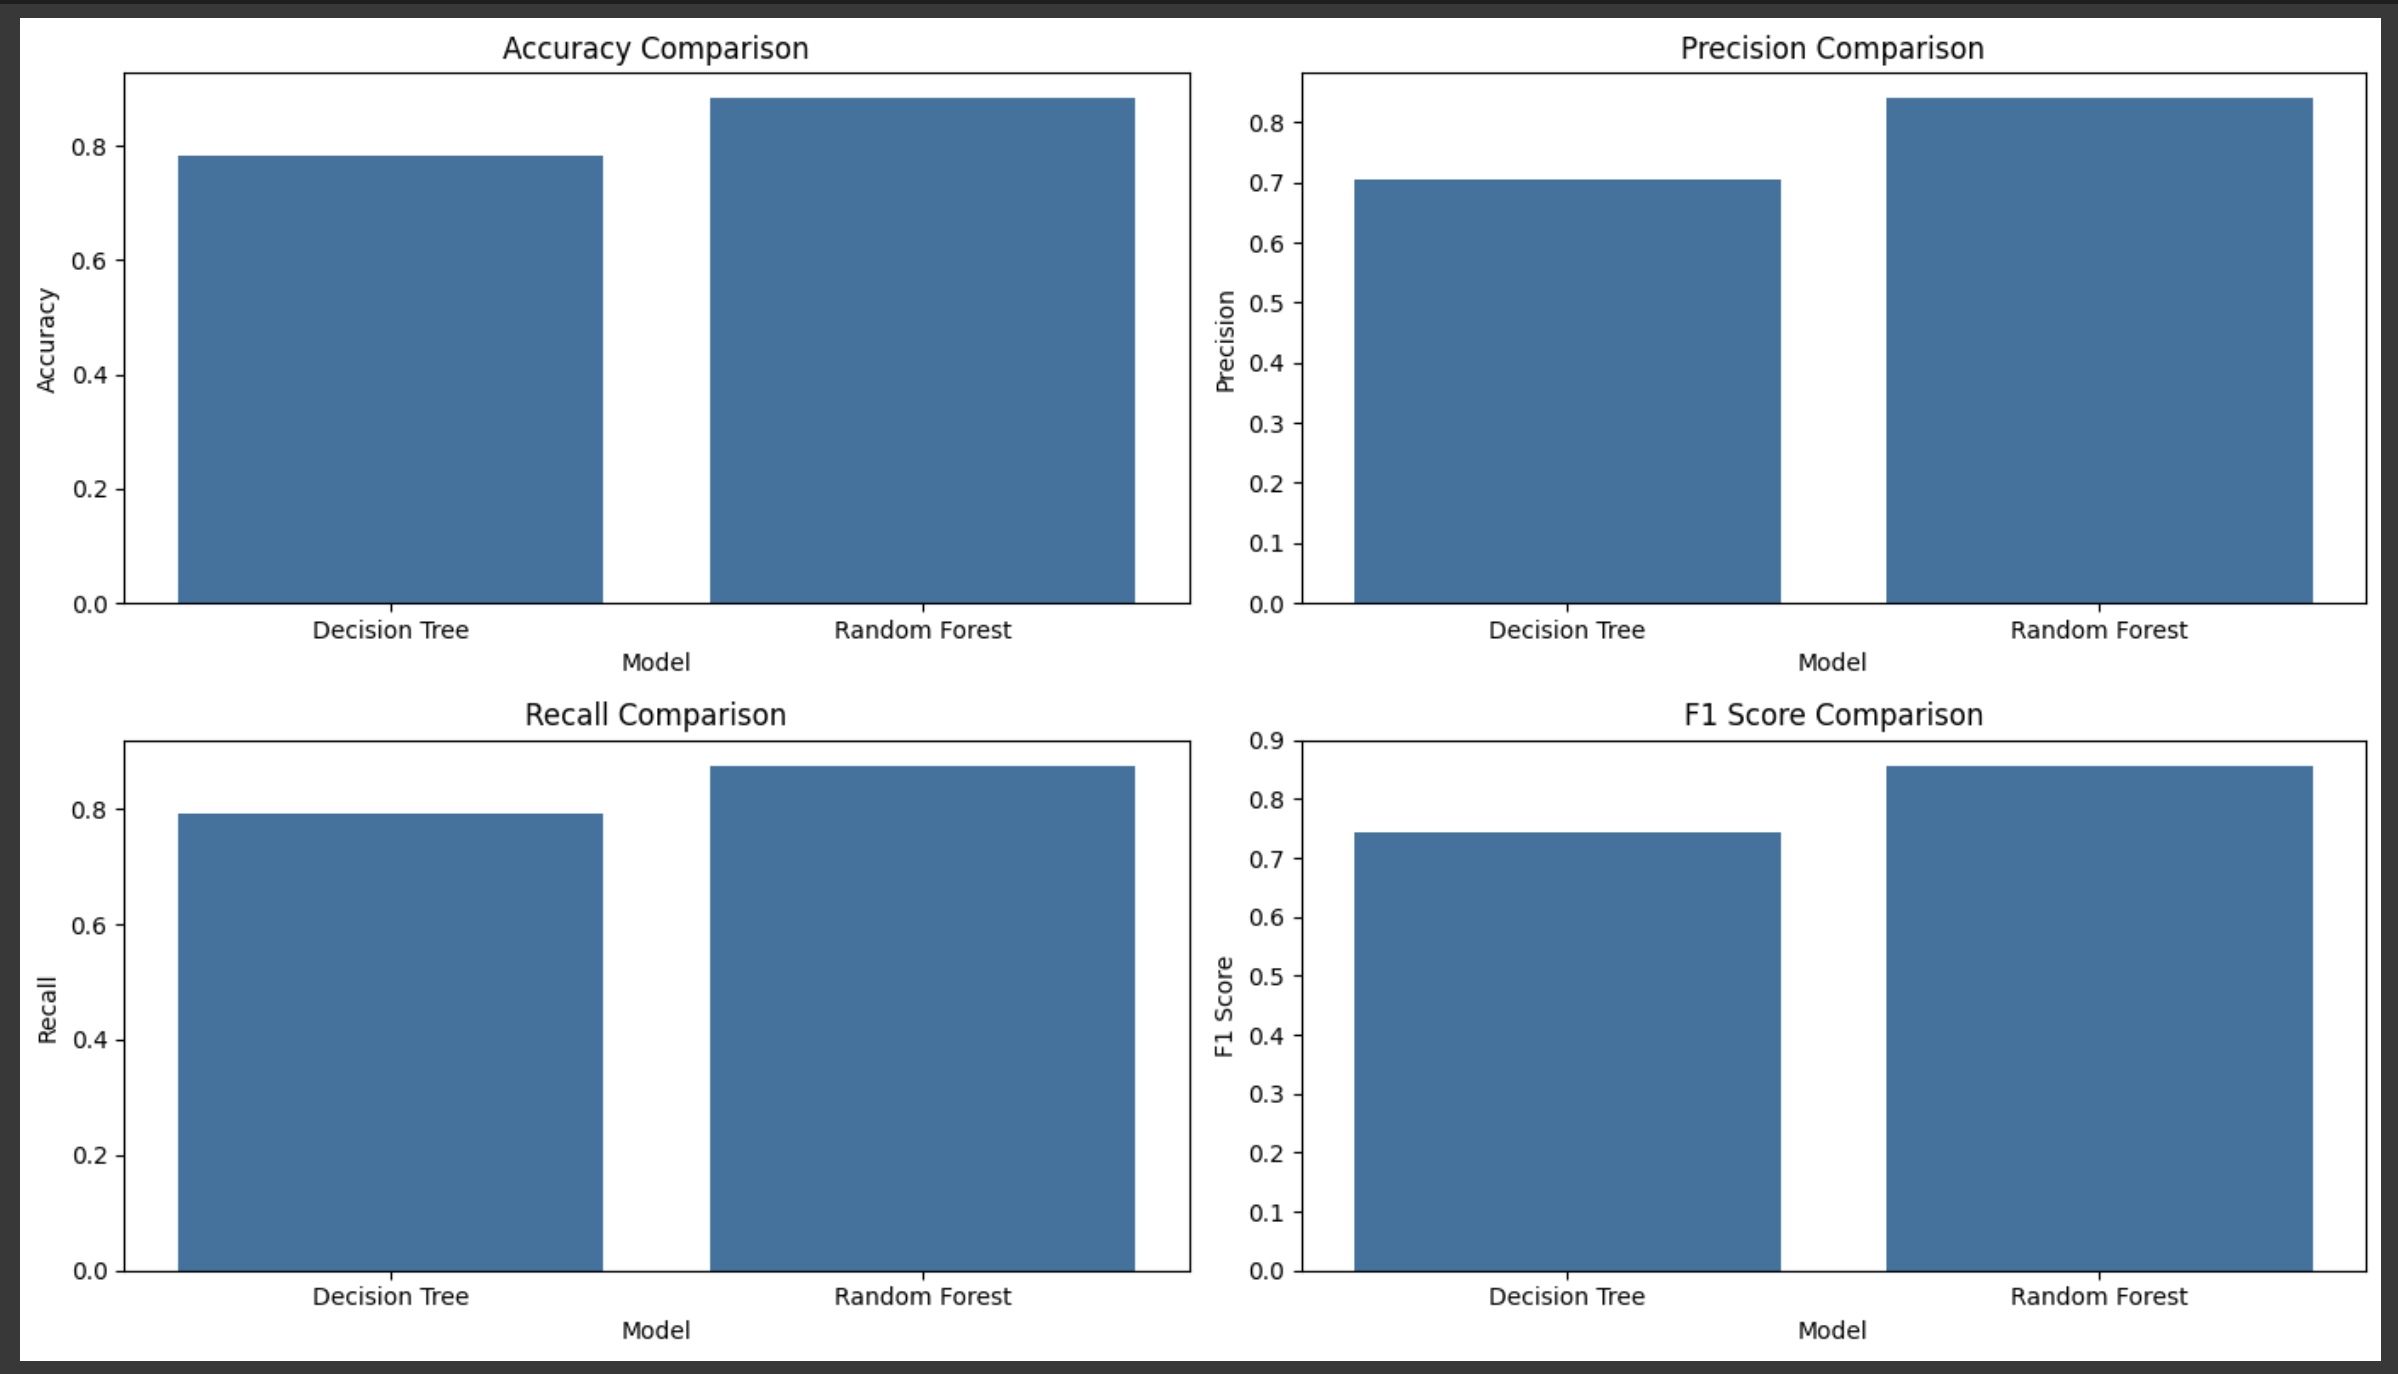 Accuracy Comparison
0.8
0.6
0.4
0.2
0.0
Accuracy
Decision Tree
Random Forest
Model
Precision Comparison
0.8
0.7
0.6
0.5
0.4
0.3
0.2
0.1
0.0
Precision
Decision Tree
Random Forest
Model
Recall Comparison
0.8
0.6
0.4
0.2
0.0
Recall
Decision Tree
Random Forest
Model
F1 Score Comparison
0.9
0.8
0.7
0.6
0.5
0.4
0.3
0.2
0.1
0.0
F1 Score
Decision Tree
Random Forest
Model